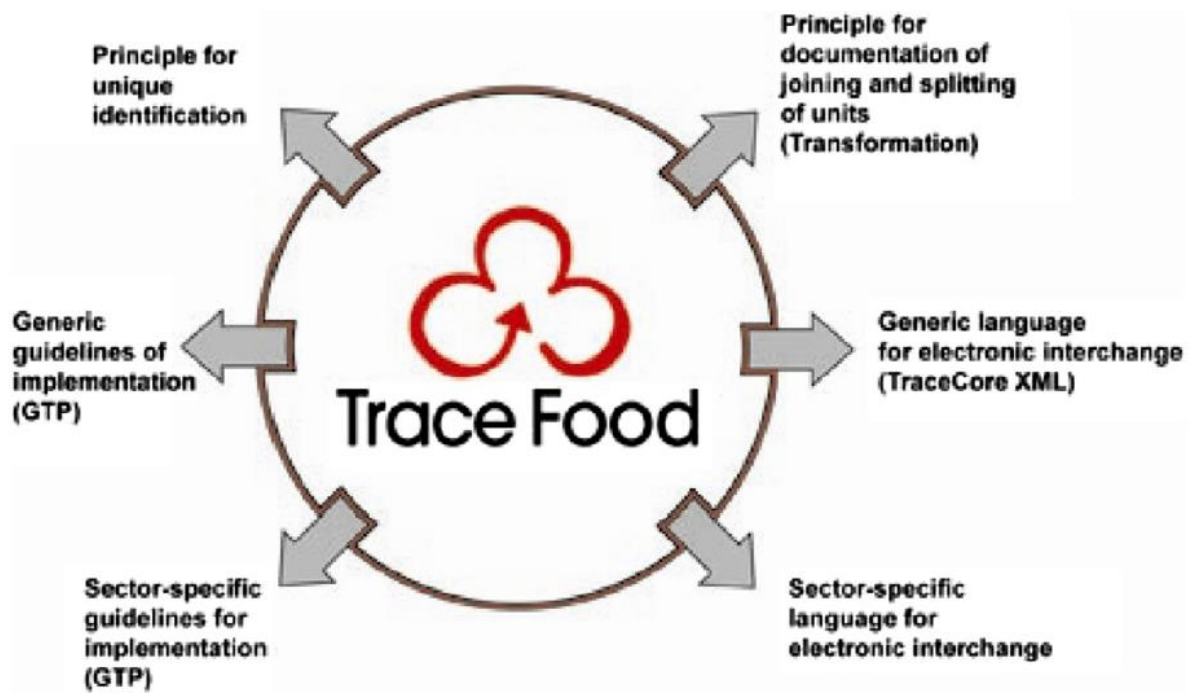 Principle for
unique
identification
Principle for
documentation of
joining and splitting
of units
(Transformation)
Generic
guidelines of
implementation
(GTP)
Trace Food
Generic language
for electronic interchange
(TraceCore XML)
Sector-specific
guidelines for
implementation
(GTP)
Sector-specific
language for
electronic interchange